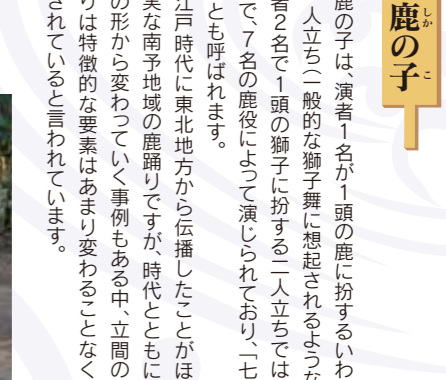 鹿の子
しか こ
鹿の子は、演者1名が1頭の鹿に扮するいわ
人立ち(一般的な獅子舞に想起されるような
者2名で1頭の獅子に扮する二人立ちでは
で、7名の鹿役によって演じられており、「七
とも呼ばれます。
江戸時代に東北地方から伝播したことがほ
実な南予地域の鹿踊りですが、時代とともに
の形から変わっていく事例もある中、立間の
りは特徴的な要素はあまり変わることなく
されていると言われています。